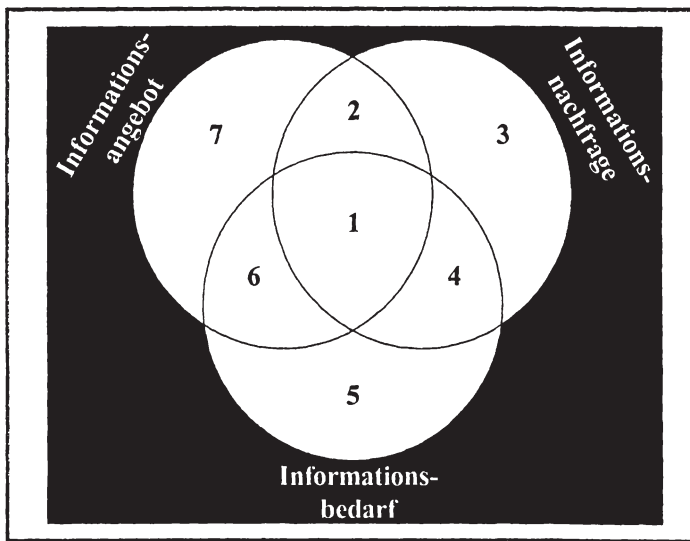 Informations-
angebot
Informations-
nachfrage
7
2
3
1
6
4
5
Informations-
bedarf